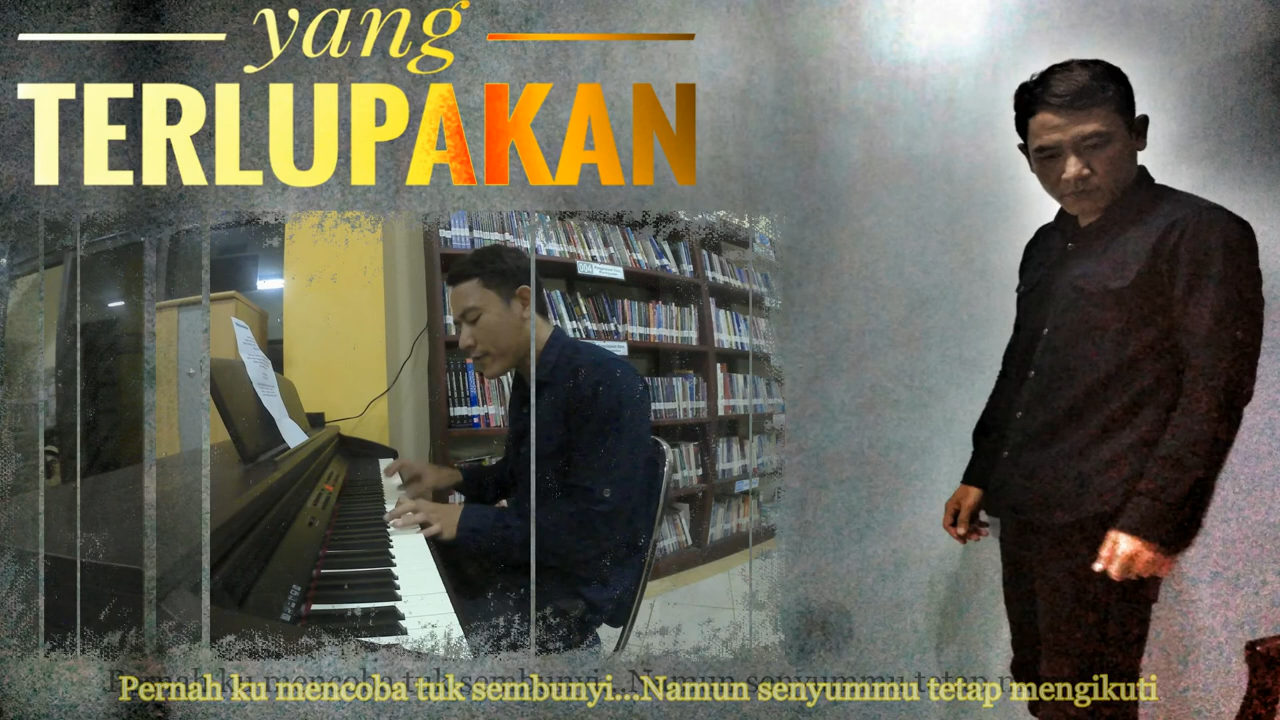 yang
TERLUPAKAN
Pernah ku mencoba tuk sembunyi...Namun senyummu tetap mengikuti